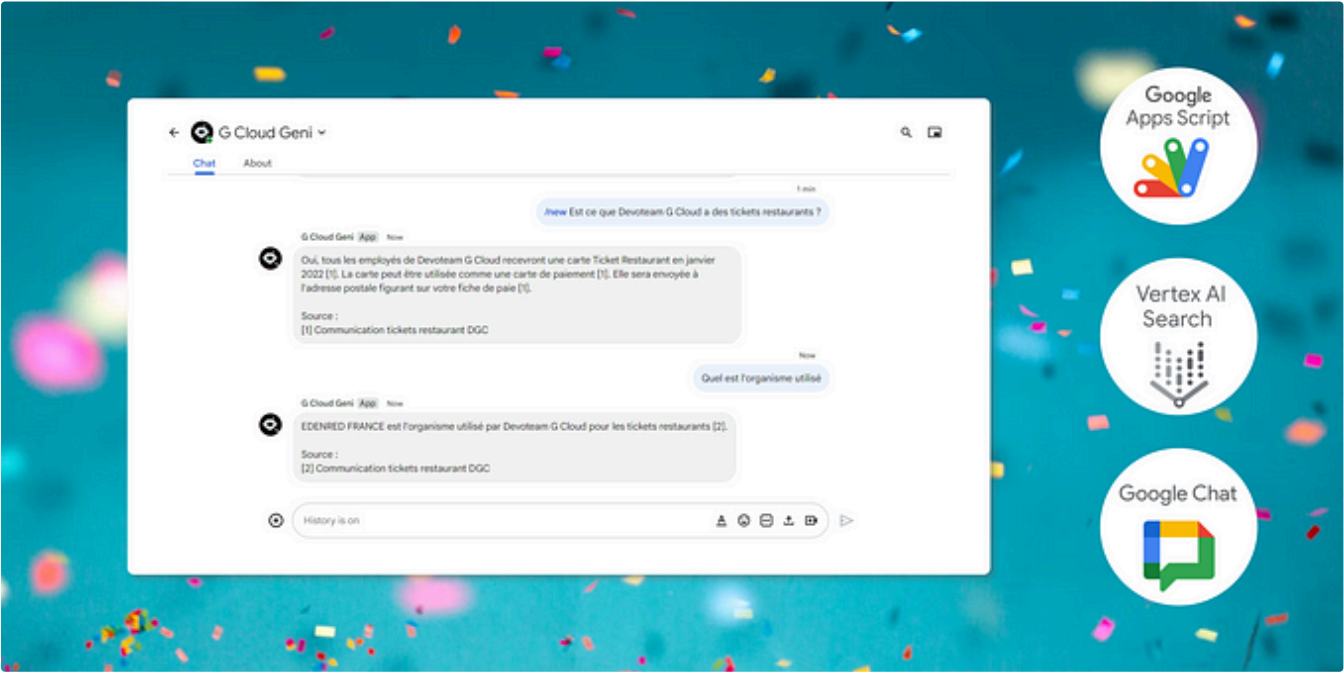 G Cloud Geni
Chat About
1 min
/new Est ce que Devoteam G Cloud a des tickets restaurants ?
G Cloud Geni App Now
Oui, tous les employés de Devoteam G Cloud recevront une carte Ticket Restaurant en janvier
2022 [1]. La carte peut être utilisée comme une carte de paiement [1]. Elle sera envoyée à
l'adresse postale figurant sur votre fiche de paie [1].
Source :
[1] Communication tickets restaurant DGC
Now
Quel est l'organisme utilisé
G Cloud Geni App Now
EDENRED FRANCE est l'organisme utilisé par Devoteam G Cloud pour les tickets restaurants [2].
Source :
[2] Communication tickets restaurant DGC
History is on
Google
Apps Script
Vertex AI
Search
Google Chat